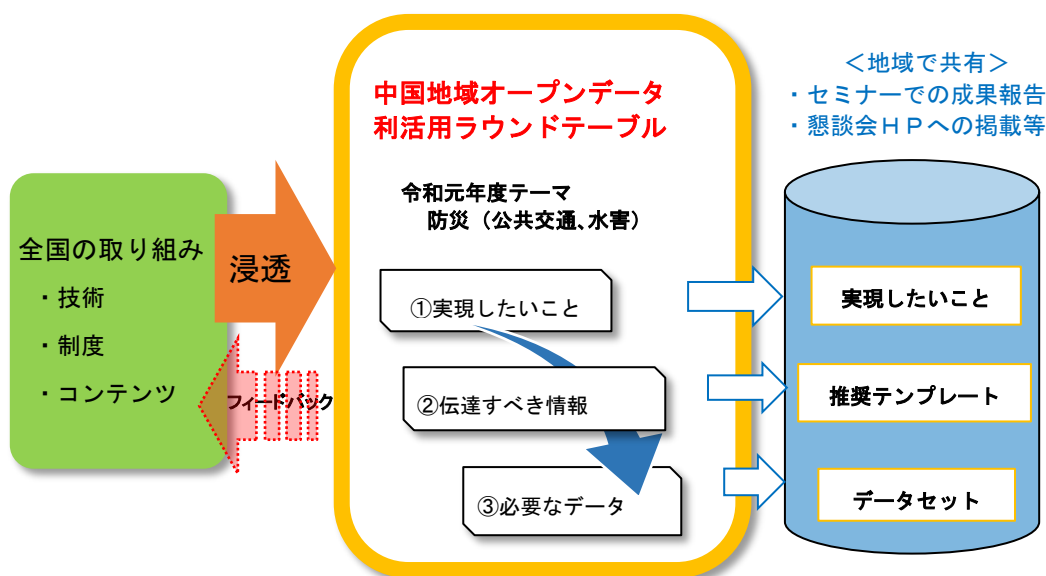 全国の取り組み
・技術
・制度
・コンテンツ
浸透
フィードバック
中国地域オープンデータ
利活用ラウンドテーブル
令和元年度テーマ
防災（公共交通、水害）
①実現したいこと
②伝達すべき情報
③必要なデータ
＜地域で共有＞
・セミナーでの成果報告
・懇談会ＨＰへの掲載等
実現したいこと
推奨テンプレート
データセット